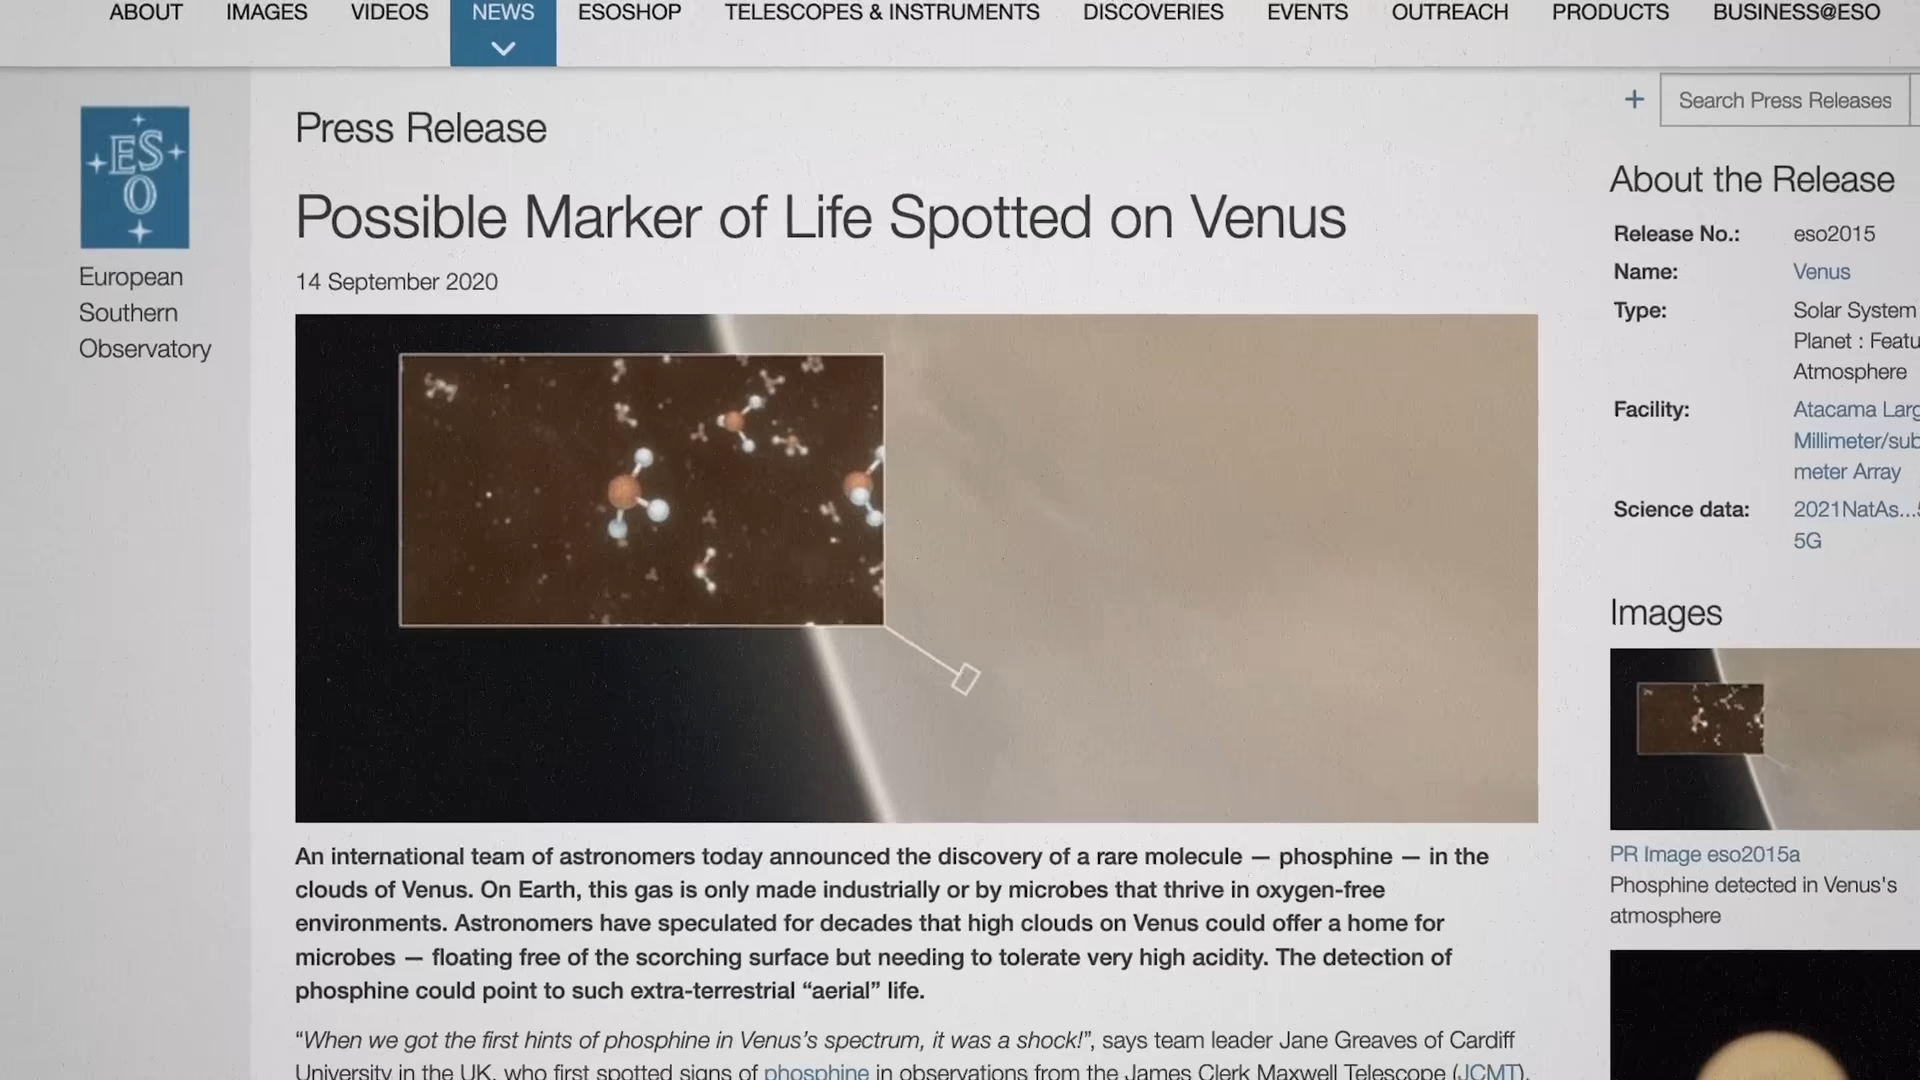 ABOUT IMAGES VIDEOS NEWS ESOSHOP TELESCOPES & INSTRUMENTS DISCOVERIES EVENTS OUTREACH PRODUCTS BUSINESS@ESO
+ Search Press Releases
ES
O
European
Southern
Observatory
Press Release
Possible Marker of Life Spotted on Venus
14 September 2020
An international team of astronomers today announced the discovery of a rare molecule — phosphine — in the
clouds of Venus. On Earth, this gas is only made industrially or by microbes that thrive in oxygen-free
environments. Astronomers have speculated for decades that high clouds on Venus could offer a home for
microbes — floating free of the scorching surface but needing to tolerate very high acidity. The detection of
phosphine could point to such extra-terrestrial “aerial” life.
“When we got the first hints of phosphine in Venus’s spectrum, it was a shock!”, says team leader Jane Greaves of Cardiff
University in the UK, who first spotted signs of phosphine in observations from the James Clerk Maxwell Telescope (JCMT),
About the Release
Release No.: eso2015
Name: Venus
Type: Solar System
Planet : Featu
Atmosphere
Facility: Atacama Larg
Millimeter/sub
meter Array
Science data: 2021NatAs...
5G
Images
PR Image eso2015a
Phosphine detected in Venus's
atmosphere